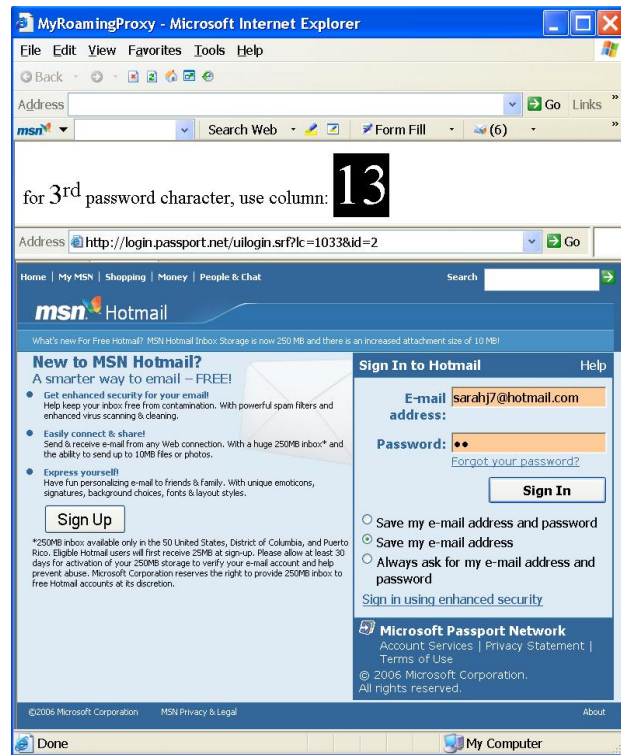 MyRoamingProxy - Microsoft Internet Explorer
File Edit View Favorites Tools Help
Back
Address Go Links »
msn Search Web Form Fill (6) »
for 3rd password character, use column: 13
Address http://login.passport.net/uilogin.srf?lc=1033&id=2 Go
Home | My MSN | Shopping | Money | People & Chat Search
msn Hotmail
What's new For Free Hotmail? MSN Hotmail Inbox Storage is now 250 MB and there is an increased attachment size of 10 MB!
New to MSN Hotmail?
A smarter way to email – FREE!
Get enhanced security for your email!
Help keep your inbox free from contamination. With powerful spam filters and
enhanced virus scanning & cleaning.
Easily connect & share!
Send & receive e-mail from any Web connection. With a huge 250MB inbox* and
the ability to send up to 10MB files or photos.
Express yourself!
Have fun personalizing e-mail to friends & family. With unique emoticons,
signatures, background choices, fonts & layout styles.
Sign Up
*250MB inbox available only in the 50 United States, District of Columbia, and Puerto
Rico. Eligible Hotmail users will first receive 25MB at sign-up. Please allow at least 30
days for activation of your 250MB storage to verify your e-mail account and help
prevent abuse. Microsoft Corporation reserves the right to provide 250MB inbox to
free Hotmail accounts at its discretion.
Sign In to Hotmail Help
E-mail address: sarahj7@hotmail.com
Password: ••
Forgot your password?
Sign In
Save my e-mail address and password
Save my e-mail address
Always ask for my e-mail address and
password
Sign in using enhanced security
Microsoft Passport Network
Account Services | Privacy Statement |
Terms of Use
© 2006 Microsoft Corporation.
All rights reserved.
©2006 Microsoft Corporation MSN Privacy & Legal About
Done My Computer